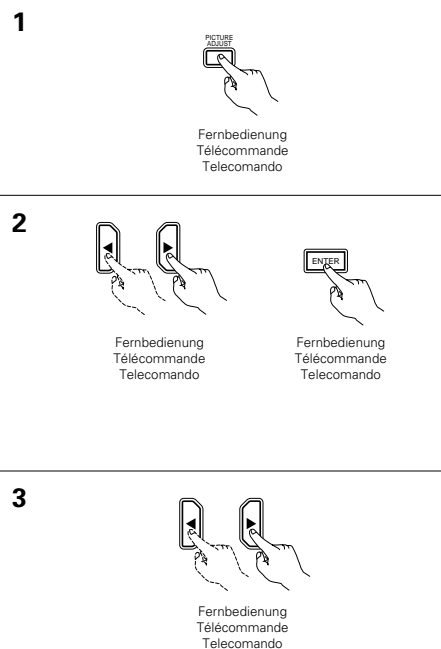 1
PICTURE
ADJUST
Fernbedienung
Télécommande
Telecomando
2
ENTER
Fernbedienung
Télécommande
Telecomando
Fernbedienung
Télécommande
Telecomando
3
Fernbedienung
Télécommande
Telecomando